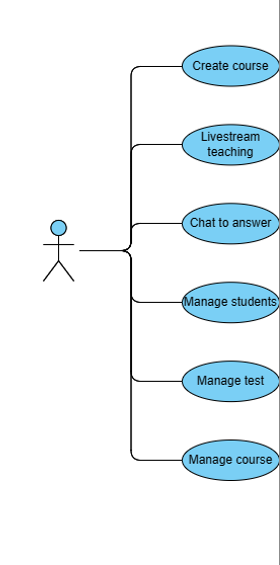 Create course
Livestream
teaching
Chat to answer
Manage students
Manage test
Manage course